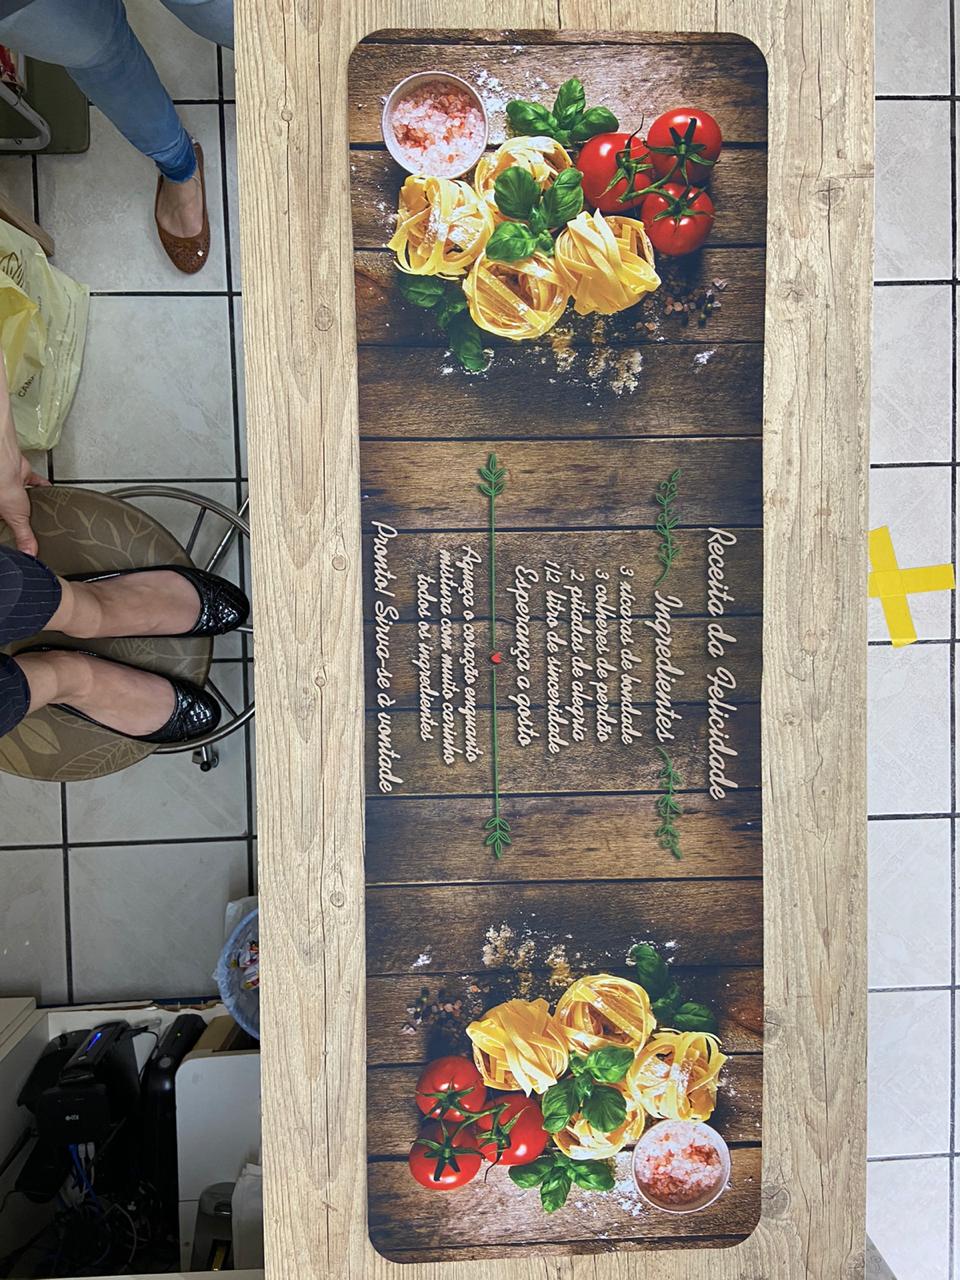 Receita da Felicidade
Ingredientes
3 xícaras de bondade
3 colheres de perdão
2 pitadas de alegria
1/2 litro de sinceridade
Esperança a gosto
Aqueça o coração enquanto
mistura com muito carinho
todos os ingredientes
Pronto! Sirva-se à vontade